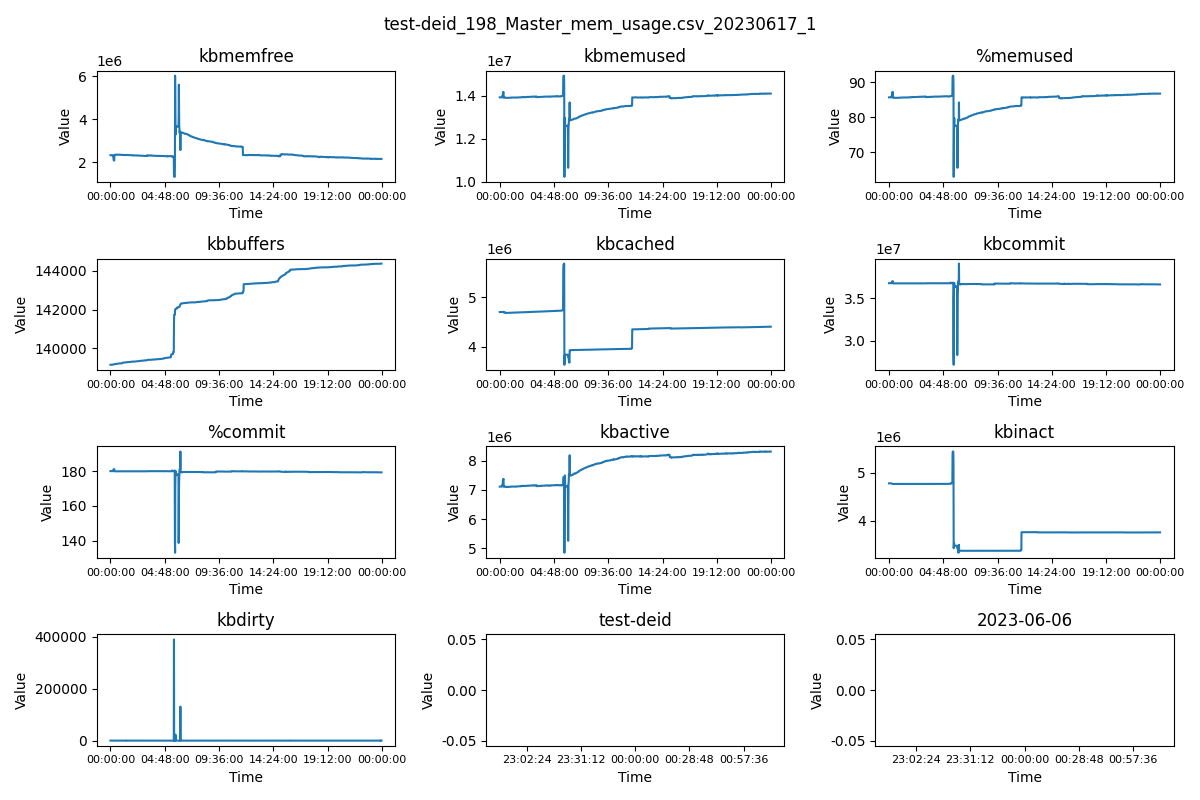 test-deid_198_Master_mem_usage.csv_20230617_1
kbmemfree
1e6
6
4
2
Value
00:00:00 04:48:00 09:36:00 14:24:00 19:12:00 00:00:00
Time
kbmemused
1e7
1.4
1.2
1.0
Value
00:00:00 04:48:00 09:36:00 14:24:00 19:12:00 00:00:00
Time
%memused
90
80
70
Value
00:00:00 04:48:00 09:36:00 14:24:00 19:12:00 00:00:00
Time
kbbuffers
144000
142000
140000
Value
00:00:00 04:48:00 09:36:00 14:24:00 19:12:00 00:00:00
Time
kbcached
1e6
5
4
Value
00:00:00 04:48:00 09:36:00 14:24:00 19:12:00 00:00:00
Time
kbcommit
1e7
3.5
3.0
Value
00:00:00 04:48:00 09:36:00 14:24:00 19:12:00 00:00:00
Time
%commit
180
160
140
Value
00:00:00 04:48:00 09:36:00 14:24:00 19:12:00 00:00:00
Time
kbactive
1e6
8
7
6
5
Value
00:00:00 04:48:00 09:36:00 14:24:00 19:12:00 00:00:00
Time
kbinact
1e6
5
4
Value
00:00:00 04:48:00 09:36:00 14:24:00 19:12:00 00:00:00
Time
kbdirty
400000
200000
0
Value
00:00:00 04:48:00 09:36:00 14:24:00 19:12:00 00:00:00
Time
test-deid
0.05
0.00
-0.05
Value
23:02:24 23:31:12 00:00:00 00:28:48 00:57:36
Time
2023-06-06
0.05
0.00
-0.05
Value
23:02:24 23:31:12 00:00:00 00:28:48 00:57:36
Time